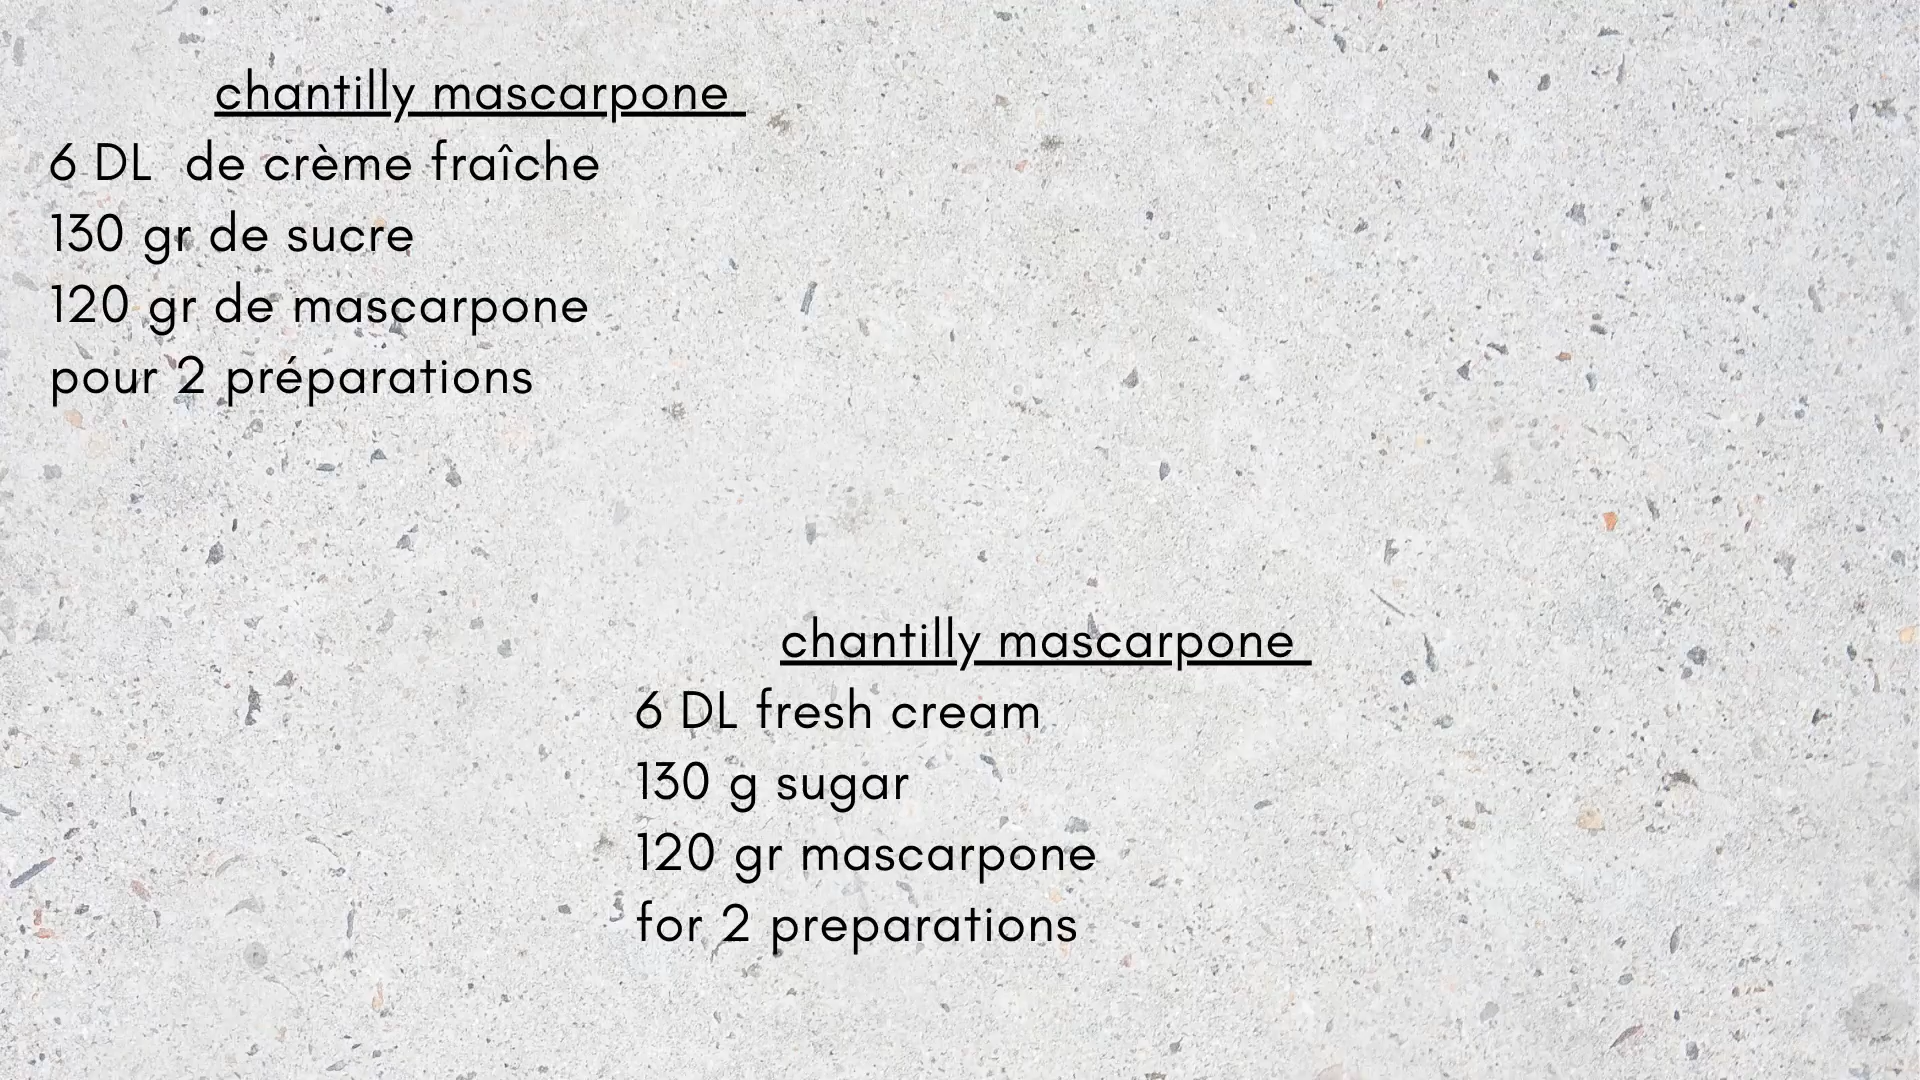 chantilly mascarpone
6 DL de crème fraîche
130 gr de sucre
120 gr de mascarpone
pour 2 préparations
chantilly mascarpone
6 DL fresh cream
130 g sugar
120 gr mascarpone
for 2 preparations